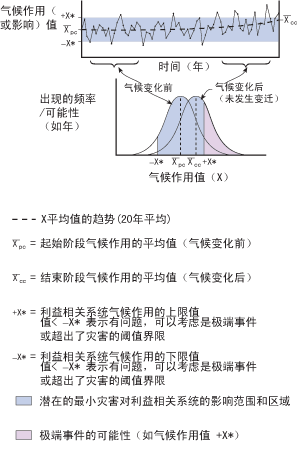 气候作用（
或影响）值
+X*
X̅pc
−X*
X̅cc
时间（年）
出现的频率
/可能性
（如年）
气候变化前
气候变化后
（未发生变迁）
−X* X̅pc X̅cc +X*
气候作用值（X）
--- X平均值的趋势(20年平均)
X̅pc = 起始阶段气候作用的平均值（气候变化前）
X̅cc = 结束阶段气候作用的平均值（气候变化后）
+X* = 利益相关系统气候作用的上限值
值< −X* 表示有问题，可以考虑是极端事件
或超出了灾害的阈值界限
−X* = 利益相关系统气候作用的下限值
值< −X* 表示有问题，可以考虑是极端事件
或超出了灾害的阈值界限
潜在的最小灾害对利益相关系统的影响范围和区域
极端事件的可能性（如气候作用值 +X*）